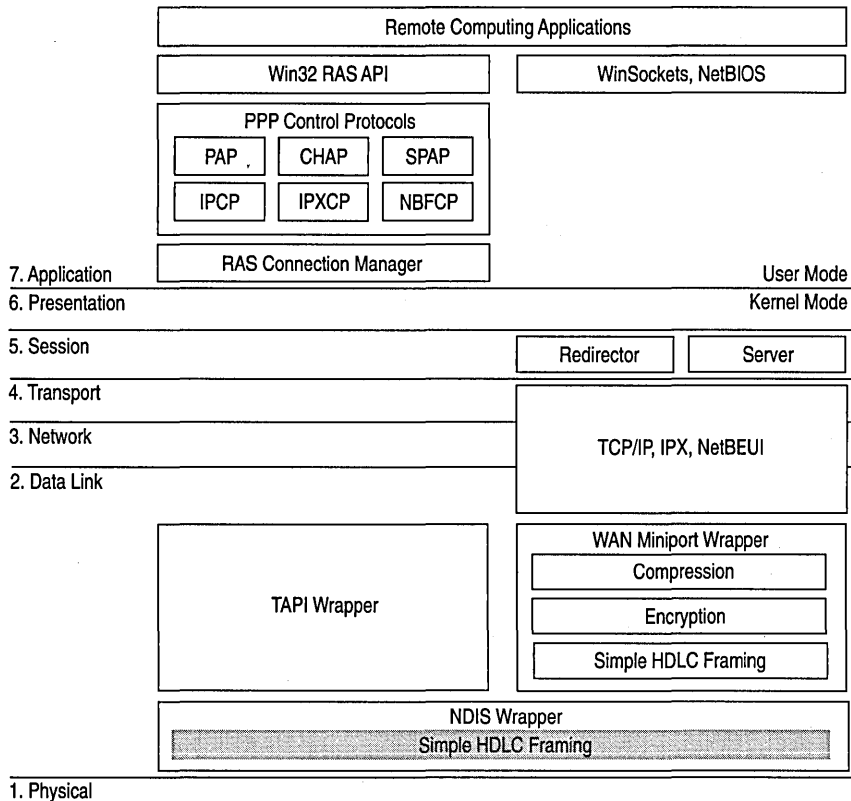 Remote Computing Applications
Win32 RAS API
WinSockets, NetBIOS
PPP Control Protocols
PAP
CHAP
SPAP
IPCP
IPXCP
NBFCP
RAS Connection Manager
7. Application
User Mode
6. Presentation
Kernel Mode
5. Session
Redirector
Server
4. Transport
3. Network
TCP/IP, IPX, NetBEUI
2. Data Link
TAPI Wrapper
WAN Miniport Wrapper
Compression
Encryption
Simple HDLC Framing
NDIS Wrapper
Simple HDLC Framing
1. Physical